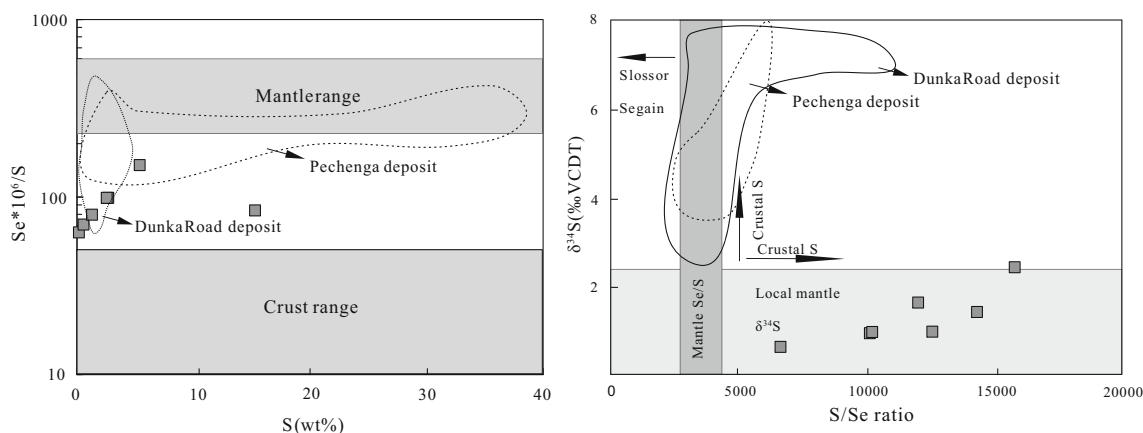 1000
Mantlerange
Pechenga deposit
100
DunkaRoad deposit
Crust range
10
0
10
20
30
40
Se*10⁶/S
S(wt%)
8
Slossor
DunkaRoad deposit
Pechenga deposit
6
Segain
4
Crustal S
Crustal S
2
Local mantle
δ³⁴S
Mantle Se/S
0
5000
10000
15000
20000
δ³⁴S(‰VCDT)
S/Se ratio